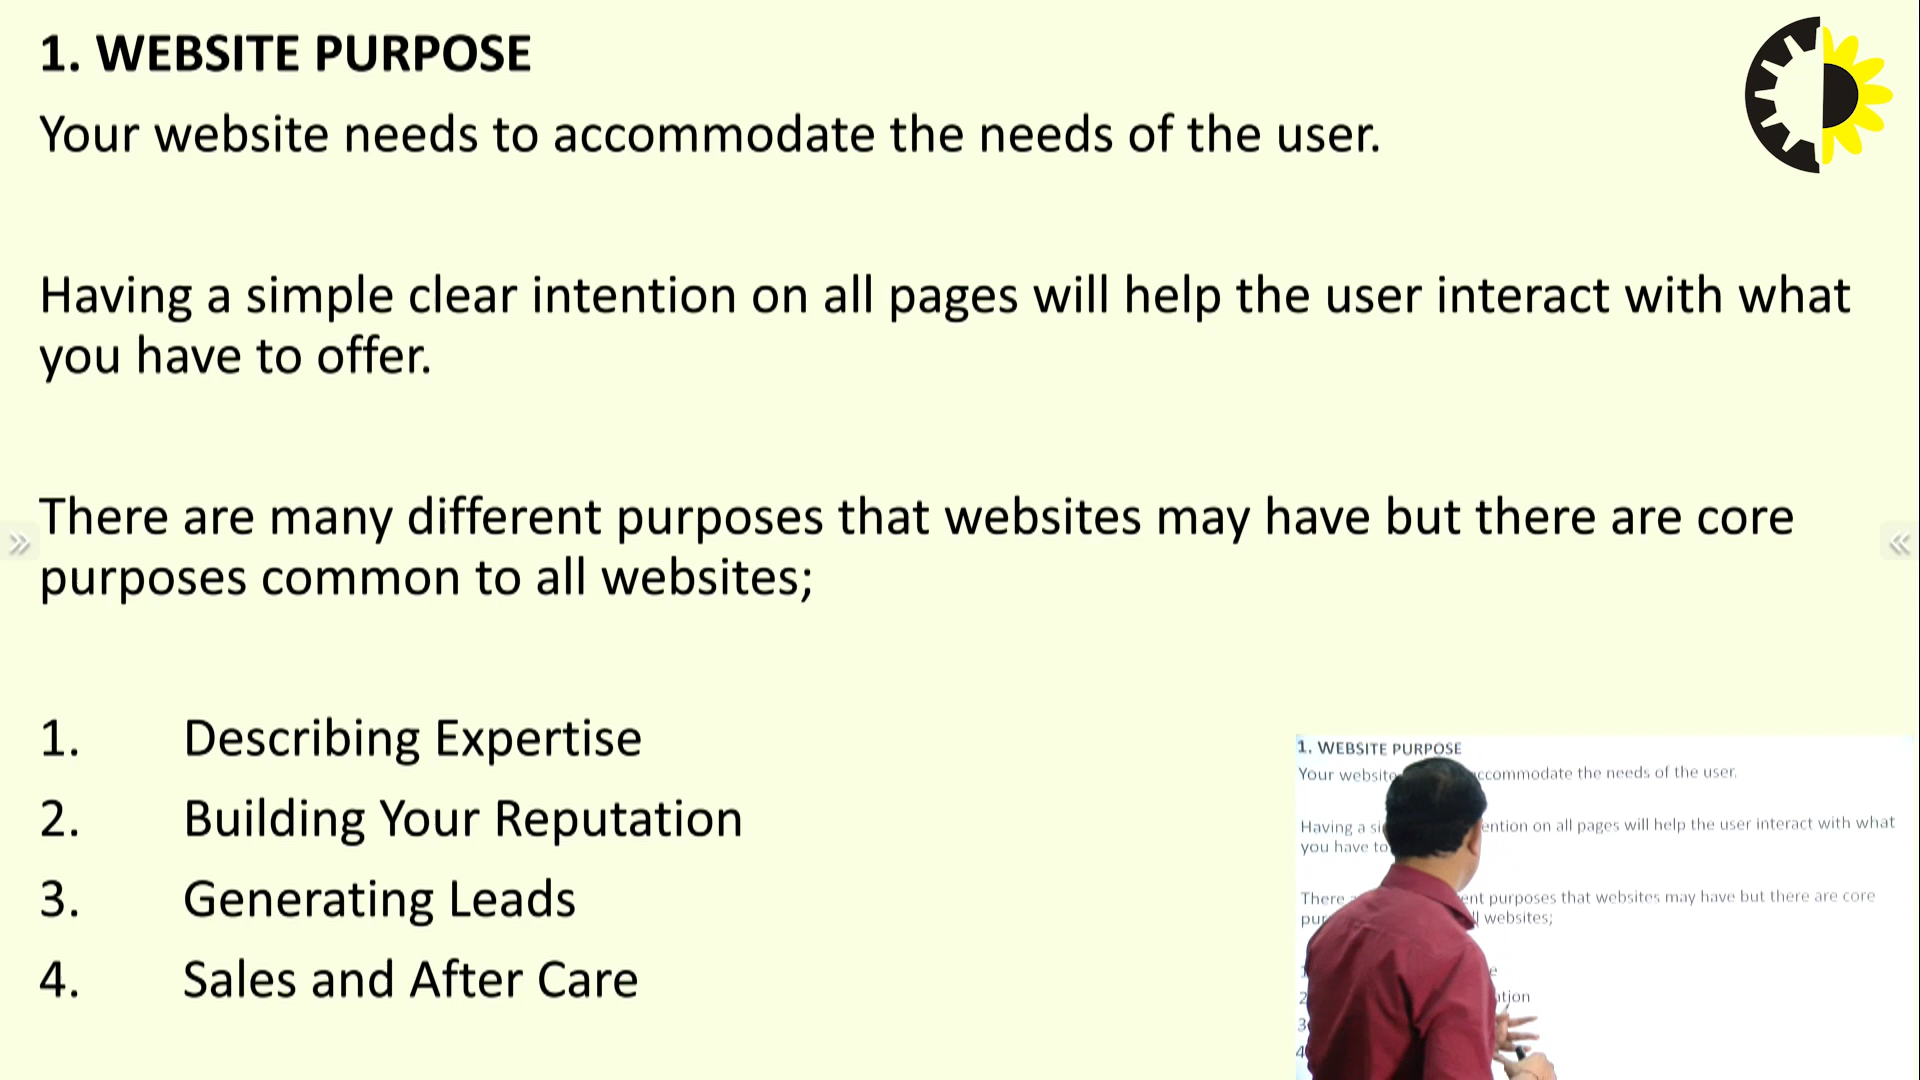 1. WEBSITE PURPOSE
Your website needs to accommodate the needs of the user.
Having a simple clear intention on all pages will help the user interact with what
you have to offer.
There are many different purposes that websites may have but there are core
purposes common to all websites;
1. Describing Expertise
2. Building Your Reputation
3. Generating Leads
4. Sales and After Care
1. WEBSITE PURPOSE
Your website ccommodate the needs of the user.
Having a si ention on all pages will help the user interact with what
you have to
There ent purposes that websites may have but there are core
pur websites;
tion
3
4